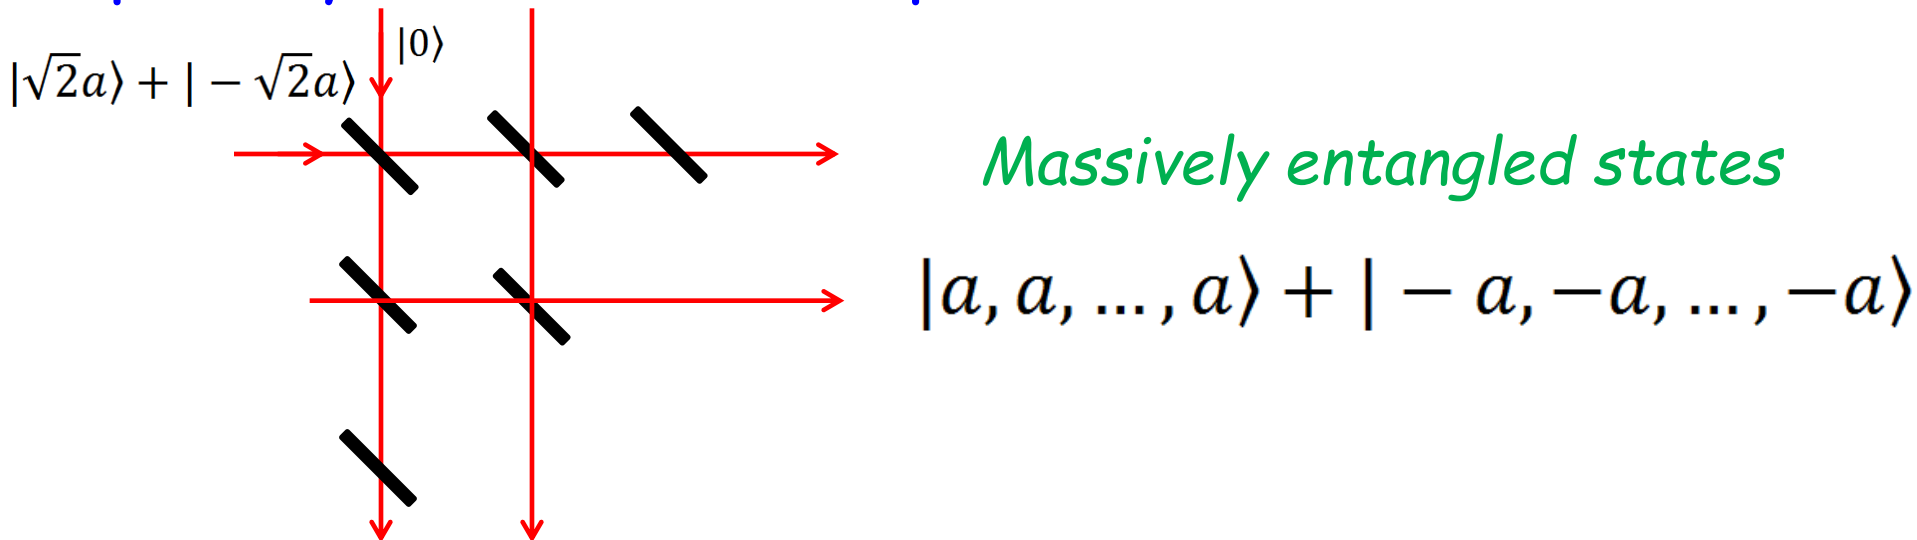 |0⟩
|√2a⟩ + | − √2a⟩
Massively entangled states
|a, a, … , a⟩ + | − a, −a, … , −a⟩